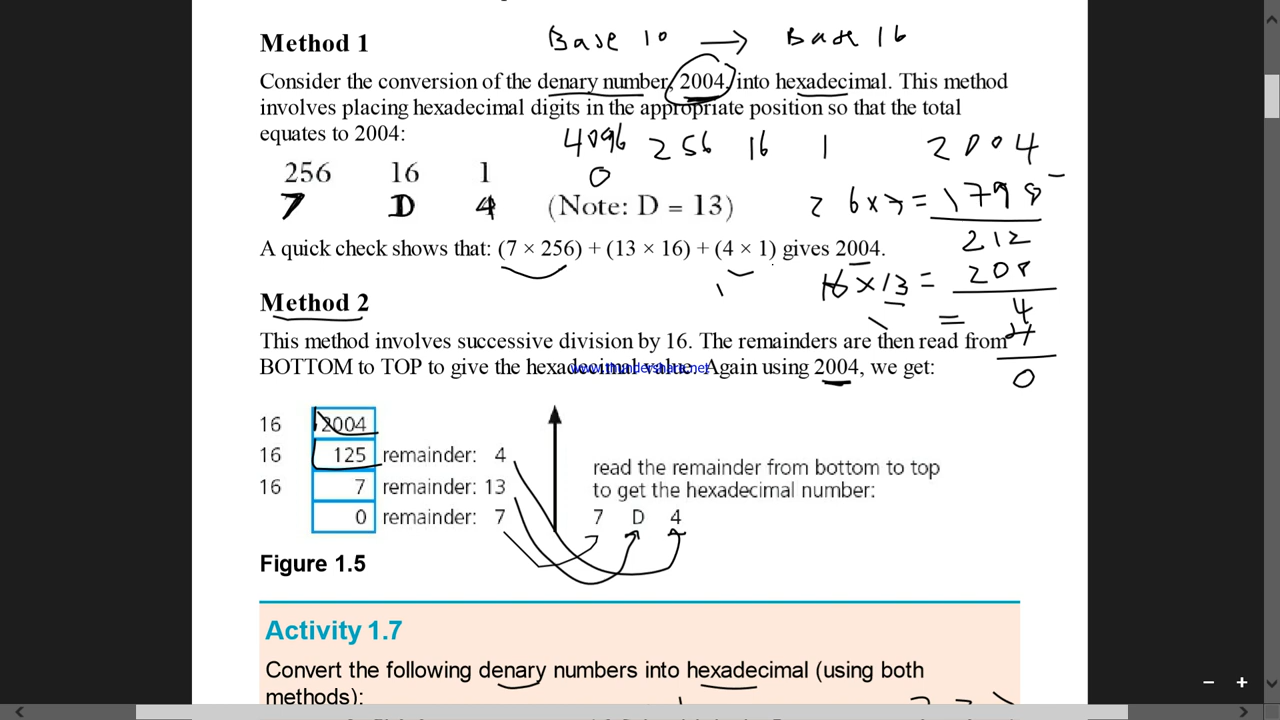 Method 1 Base 10 → Base 16
Consider the conversion of the denary number, 2004, into hexadecimal. This method
involves placing hexadecimal digits in the appropriate position so that the total
equates to 2004:
4096 256 16 1 2004
0
256 16 1
7 D 4 (Note: D = 13)
A quick check shows that: (7 × 256) + (13 × 16) + (4 × 1) gives 2004.
212
16 × 13 = 208
= 4
4
0
Method 2
This method involves successive division by 16. The remainders are then read from
BOTTOM to TOP to give the hexadecimal value. Again using 2004, we get:
www.thundershare.net
16 2004
16 125 remainder: 4
16 7 remainder: 13
0 remainder: 7
read the remainder from bottom to top
to get the hexadecimal number:
7 D 4
Figure 1.5
Activity 1.7
Convert the following denary numbers into hexadecimal (using both
methods):